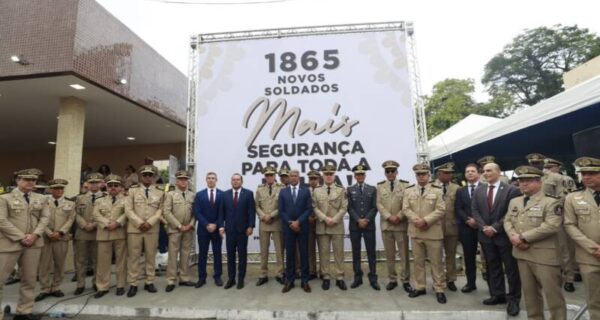 1865
NOVOS
SOLDADOS
Mais
SEGURANÇA
PARA TODA A